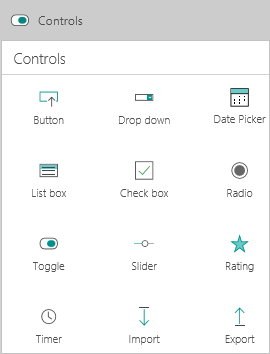 Controls
Controls
Button Drop down Date Picker
List box Check box Radio
Toggle Slider Rating
Timer Import Export